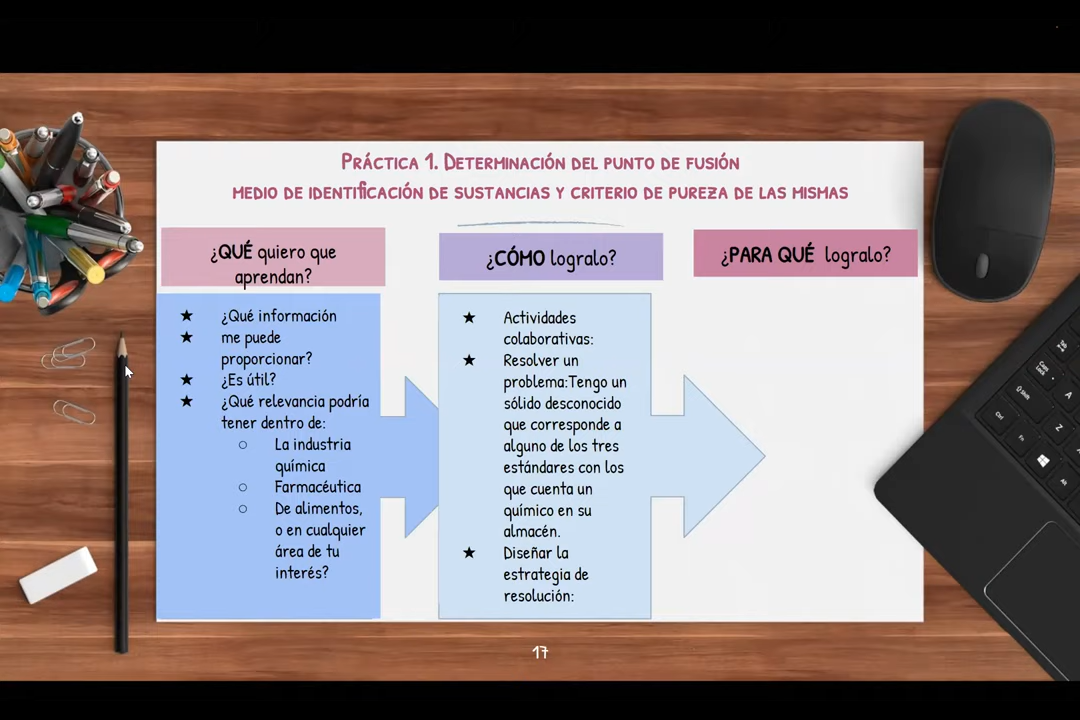 Práctica 1. Determinación del punto de fusión
medio de identificación de sustancias y criterio de pureza de las mismas
¿QUÉ quiero que
aprendan?
★ ¿Qué información
★ me puede
proporcionar?
★ ¿Es útil?
★ ¿Qué relevancia podría
tener dentro de:
○ La industria
química
○ Farmacéutica
○ De alimentos,
o en cualquier
área de tu
interés?
¿CÓMO logralo?
★ Actividades
colaborativas:
★ Resolver un
problema:Tengo un
sólido desconocido
que corresponde a
alguno de los tres
estándares con los
que cuenta un
químico en su
almacén.
★ Diseñar la
estrategia de
resolución:
¿PARA QUÉ logralo?
17